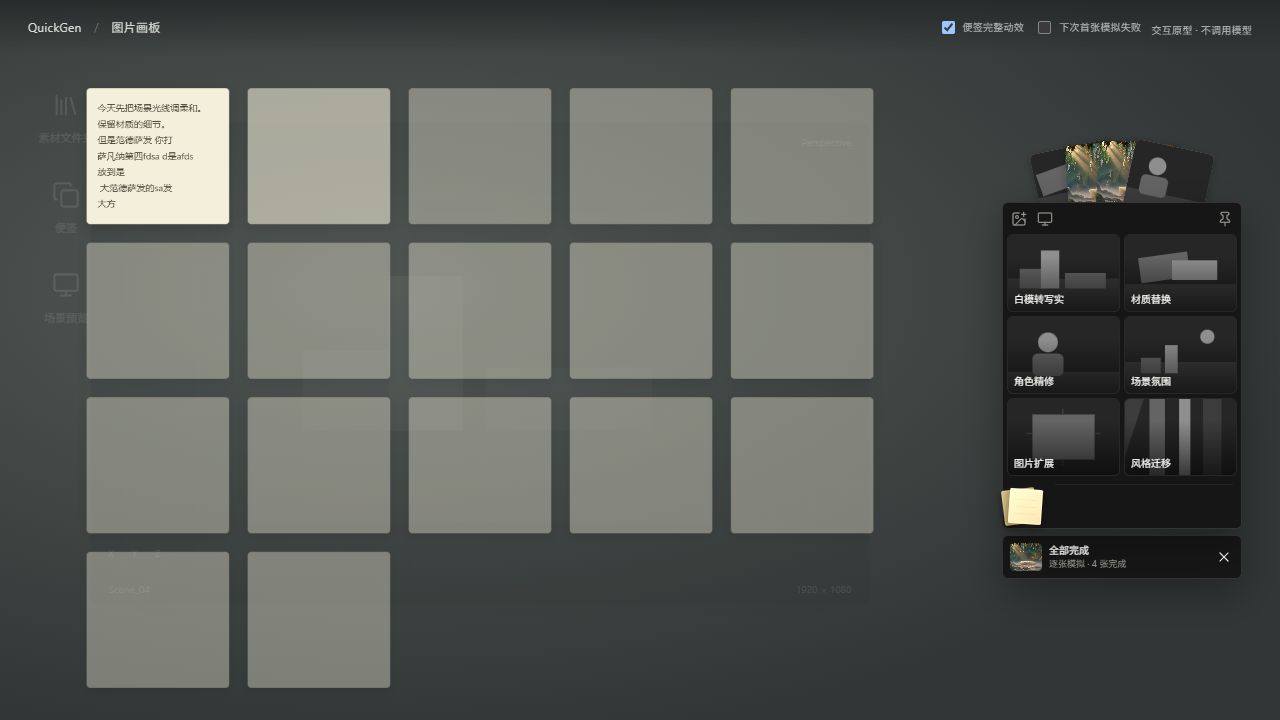 QuickGen / 图片画板
便签完整动效
下次首张模拟失败
交互原型 · 不调用模型
素材文件
便签
场景预览
今天先把场景光线调柔和。
保留材质的细节。
但是范德萨发 你打
萨凡纳第四fdsa d是afds
放到是
大范德萨发的sa发
大方
Perspective
X Y Z
Scene_04
1920 × 1080
白模转写实
材质替换
角色精修
场景氛围
图片扩展
风格迁移
全部完成
逐张模拟 · 4 张完成